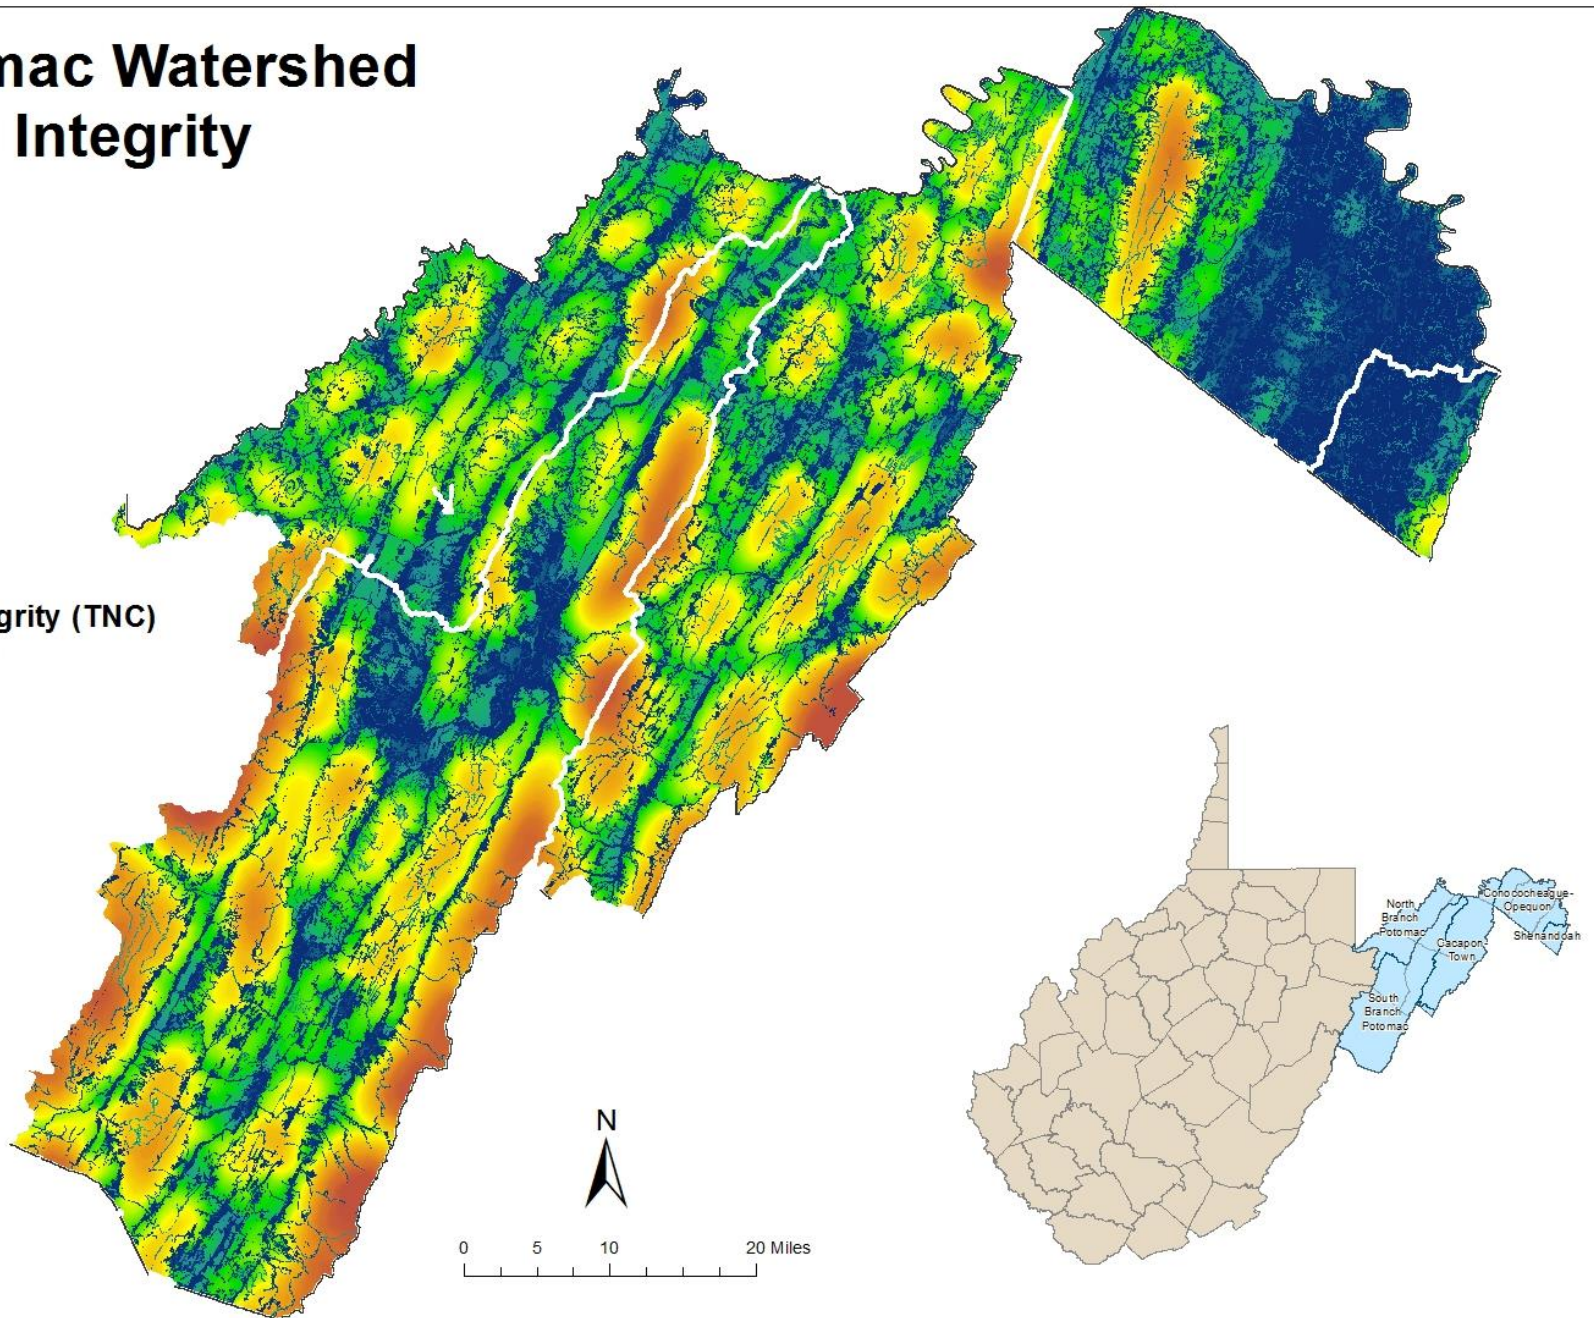 mac Watershed
Integrity
grity (TNC)
N
0 5 10 20 Miles
North
Branch
Potomac
Conococheague-
Opequon
Shenandoah
Cacapon
Town
South
Branch
Potomac